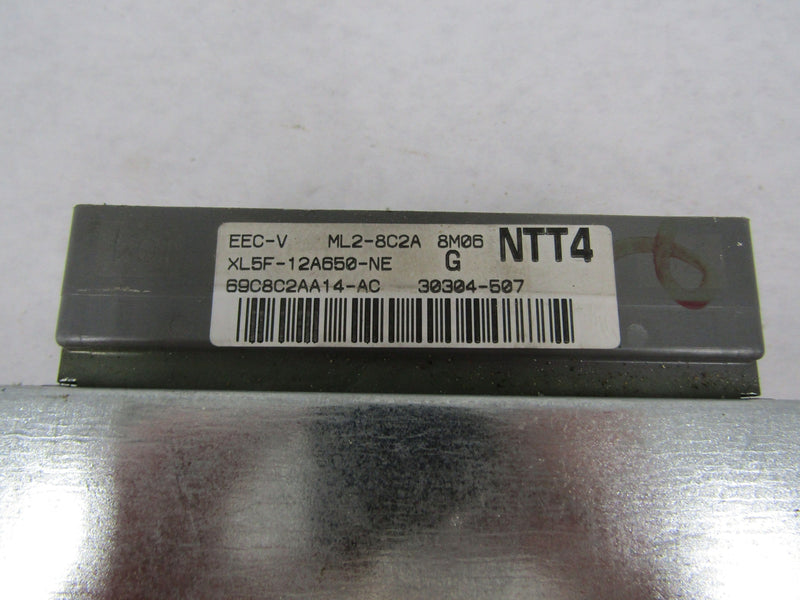 EEC-V ML2-8C2A 8M06 NTT4
XL5F-12A650-NE G
69C8C2AA14-AC 30304-507